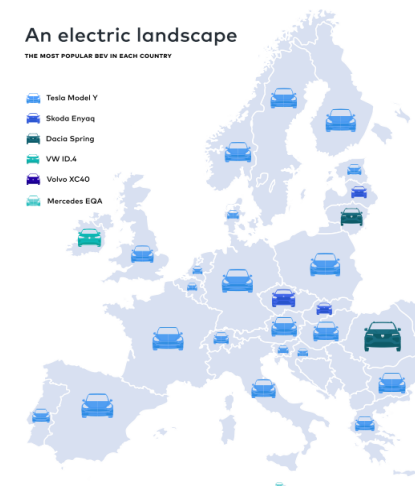 An electric landscape
THE MOST POPULAR BEV IN EACH COUNTRY
Tesla Model Y
Skoda Enyaq
Dacia Spring
VW ID.4
Volvo XC40
Mercedes EQA